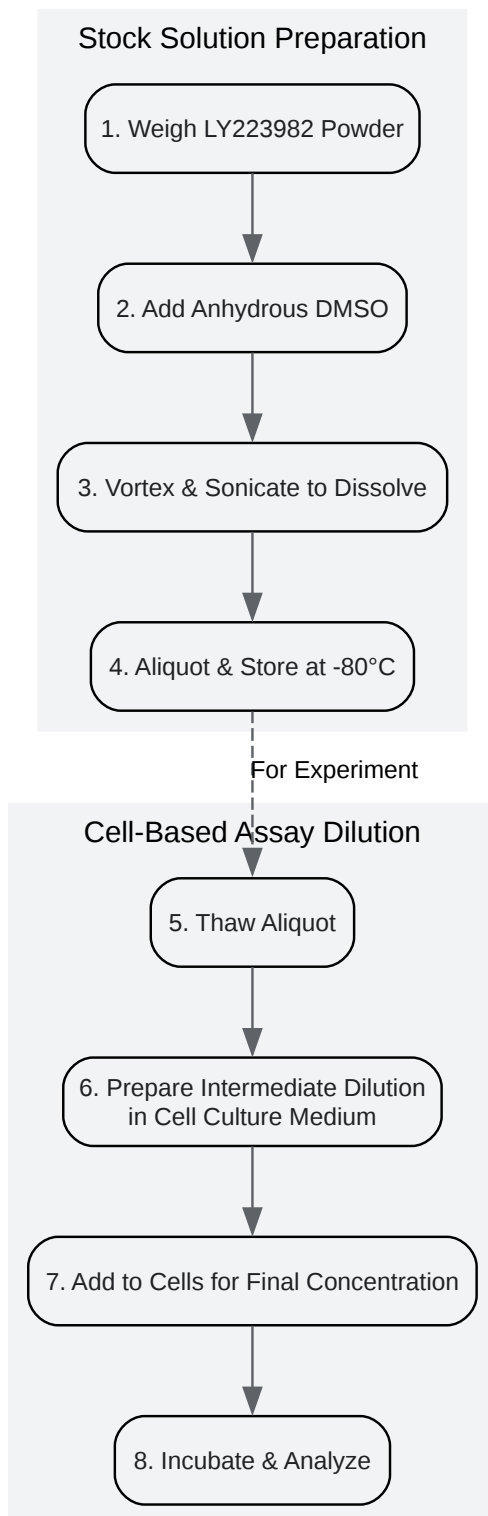 Stock Solution Preparation
1. Weigh LY223982 Powder
2. Add Anhydrous DMSO
3. Vortex & Sonicate to Dissolve
4. Aliquot & Store at -80°C
For Experiment
Cell-Based Assay Dilution
5. Thaw Aliquot
6. Prepare Intermediate Dilution
in Cell Culture Medium
7. Add to Cells for Final Concentration
8. Incubate & Analyze